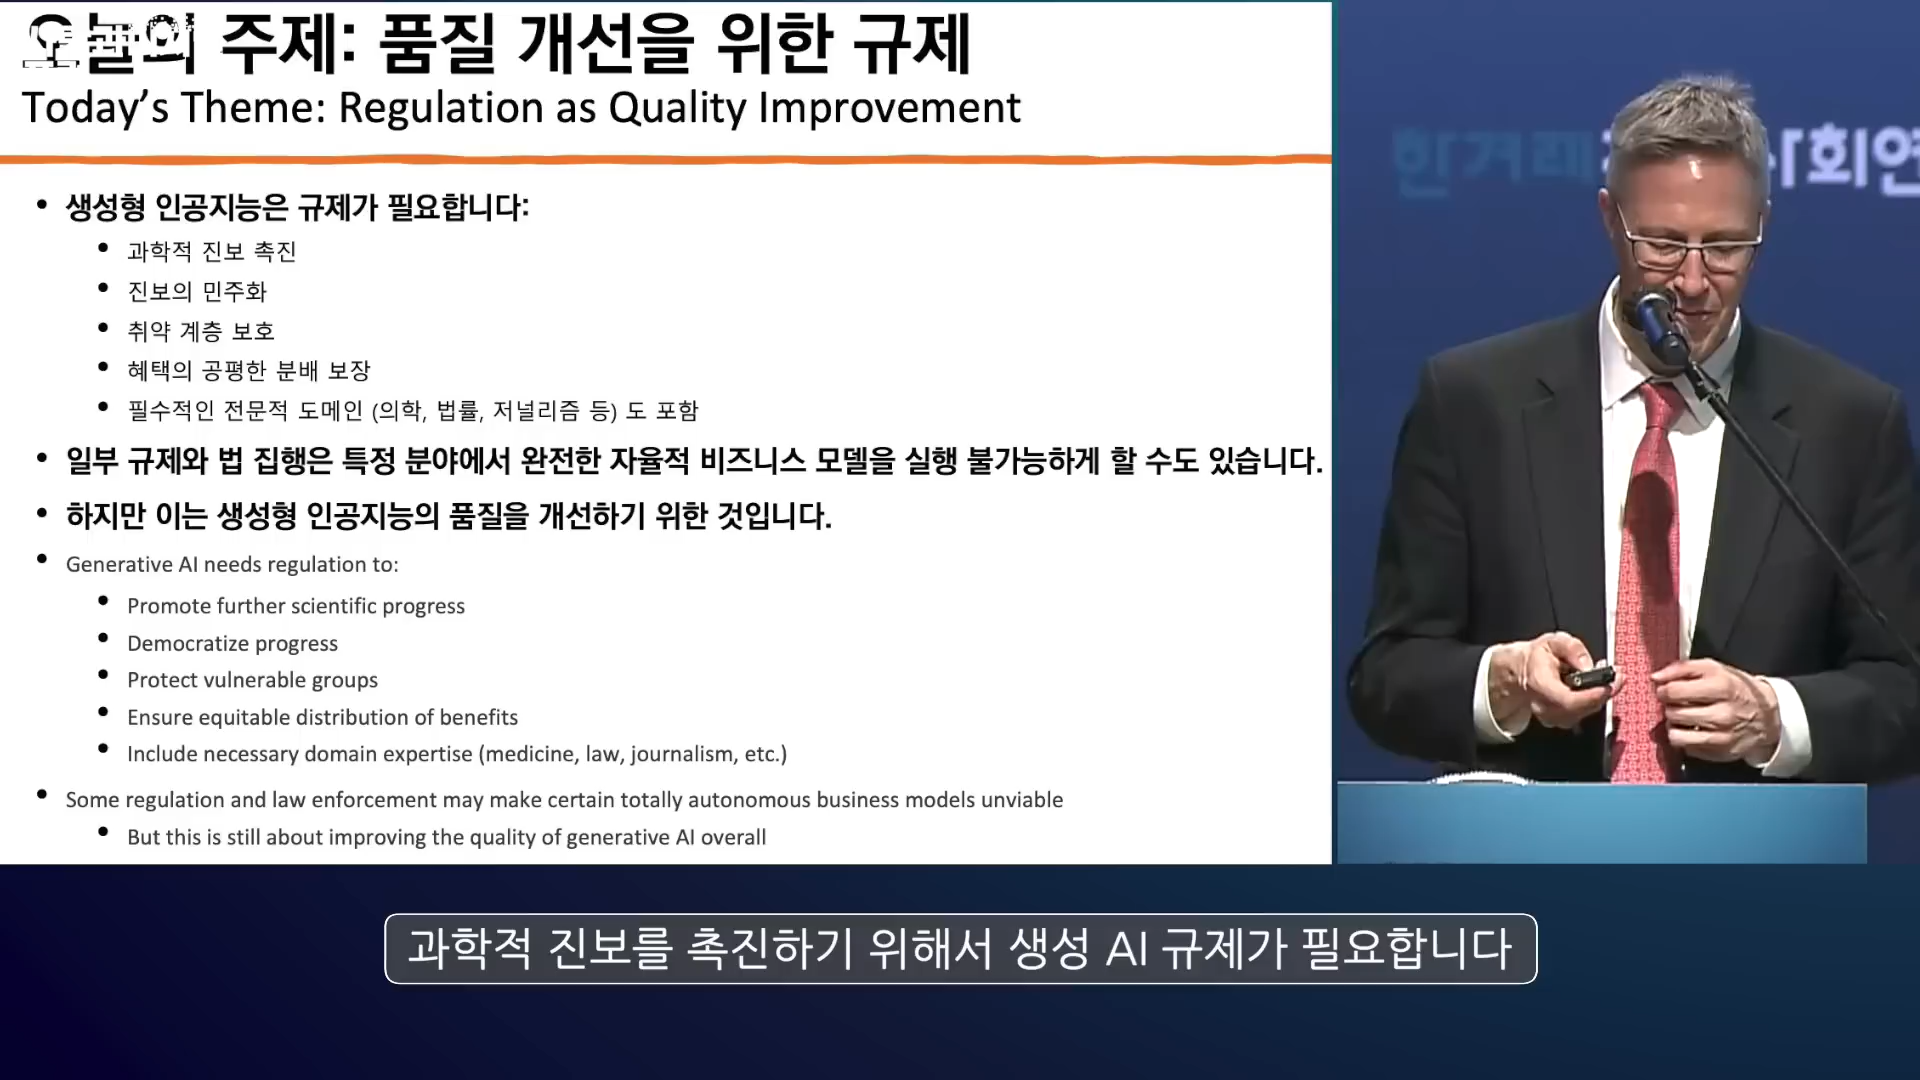 오늘의 주제: 품질 개선을 위한 규제
Today's Theme: Regulation as Quality Improvement
• 생성형 인공지능은 규제가 필요합니다:
• 과학적 진보 촉진
• 진보의 민주화
• 취약 계층 보호
• 혜택의 공평한 분배 보장
• 필수적인 전문적 도메인 (의학, 법률, 저널리즘 등) 도 포함
• 일부 규제와 법 집행은 특정 분야에서 완전한 자율적 비즈니스 모델을 실행 불가능하게 할 수도 있습니다.
• 하지만 이는 생성형 인공지능의 품질을 개선하기 위한 것입니다.
• Generative AI needs regulation to:
• Promote further scientific progress
• Democratize progress
• Protect vulnerable groups
• Ensure equitable distribution of benefits
• Include necessary domain expertise (medicine, law, journalism, etc.)
• Some regulation and law enforcement may make certain totally autonomous business models unviable
• But this is still about improving the quality of generative AI overall
한겨레
사회연
과학적 진보를 촉진하기 위해서 생성 AI 규제가 필요합니다